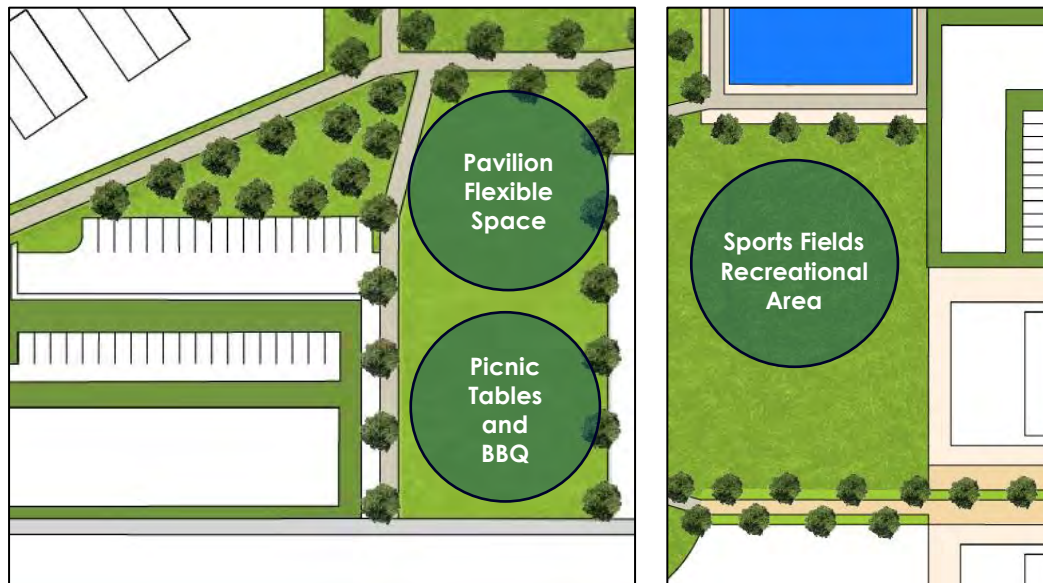 Pavilion
Flexible
Space
Picnic
Tables
and
BBQ
Sports Fields
Recreational
Area